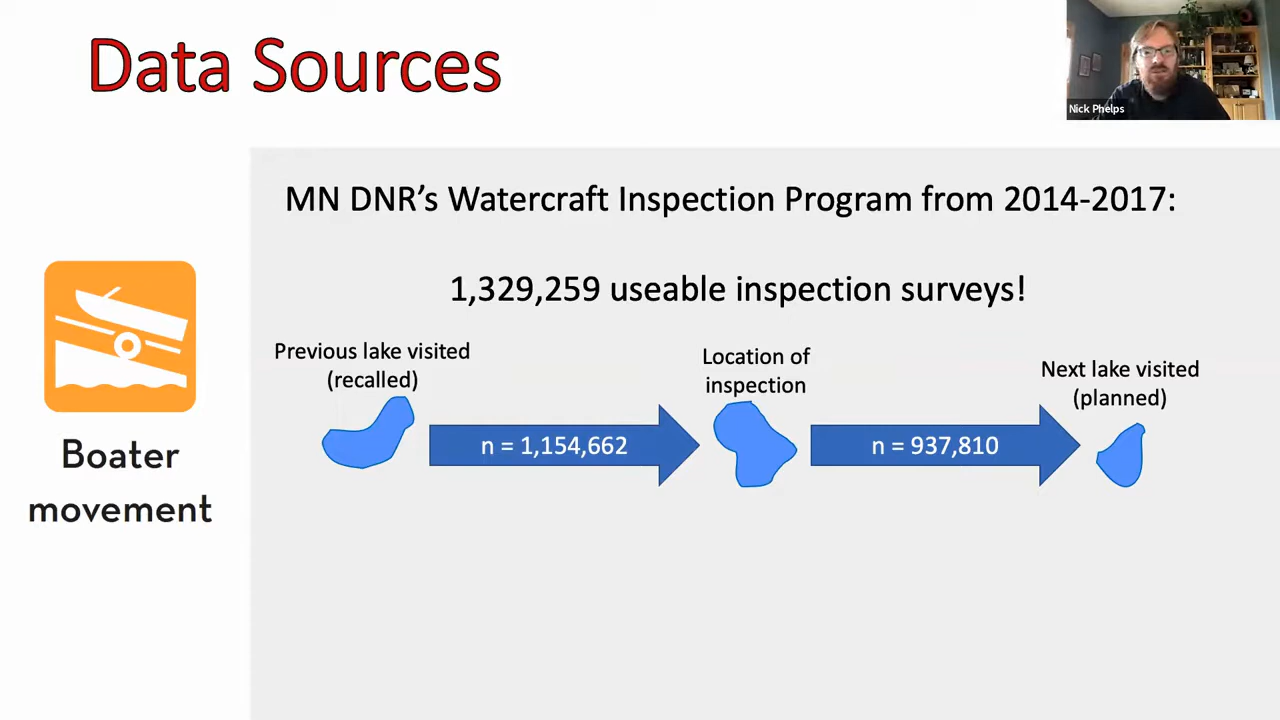 Data Sources
Nick Phelps
MN DNR’s Watercraft Inspection Program from 2014-2017:
1,329,259 useable inspection surveys!
Previous lake visited
(recalled)
Location of
inspection
Next lake visited
(planned)
n = 1,154,662
n = 937,810
Boater
movement